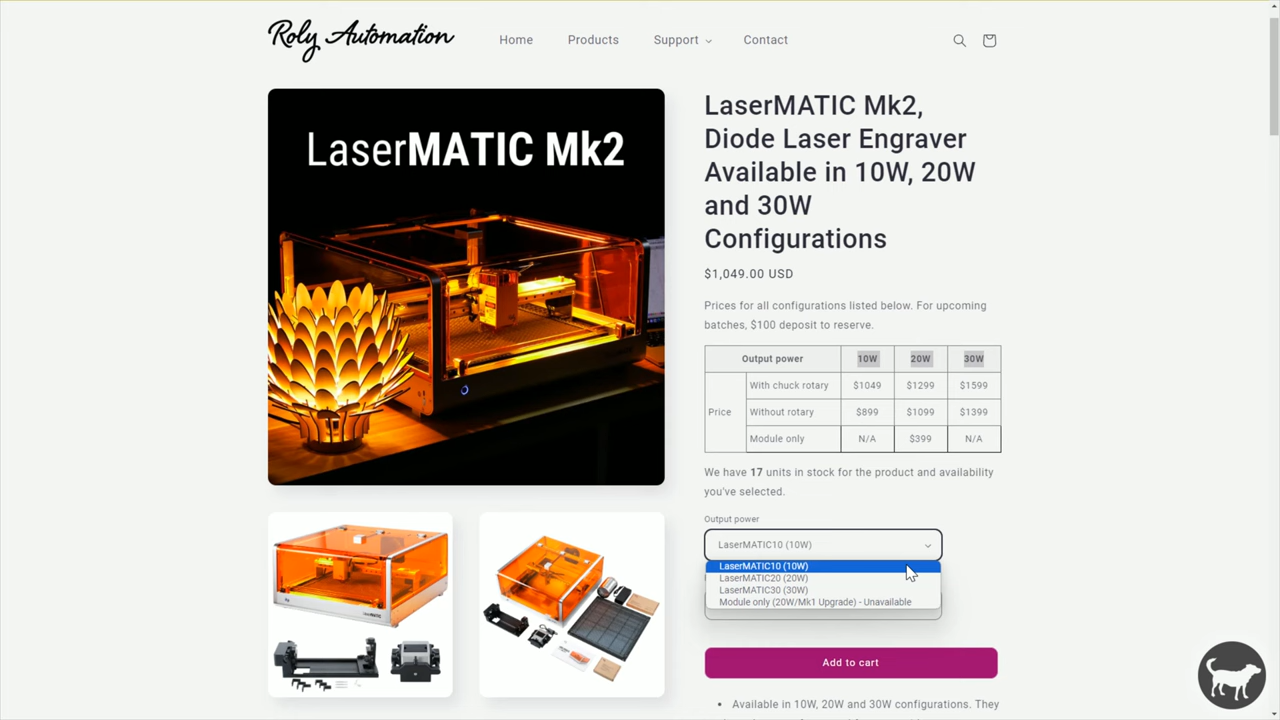 Roly Automation
Home Products Support Contact
LaserMATIC Mk2
LaserMATIC Mk2,
Diode Laser Engraver
Available in 10W, 20W
and 30W
Configurations
$1,049.00 USD
Prices for all configurations listed below. For upcoming
batches, $100 deposit to reserve.
Output power 10W 20W 30W
Price
With chuck rotary $1049 $1299 $1599
Without rotary $899 $1099 $1399
Module only N/A $399 N/A
We have 17 units in stock for the product and availability
you've selected.
Output power
LaserMATIC10 (10W)
LaserMATIC10 (10W)
LaserMATIC20 (20W)
LaserMATIC30 (30W)
Module only (20W/Mk1 Upgrade) - Unavailable
Add to cart
• Available in 10W, 20W and 30W configurations. They